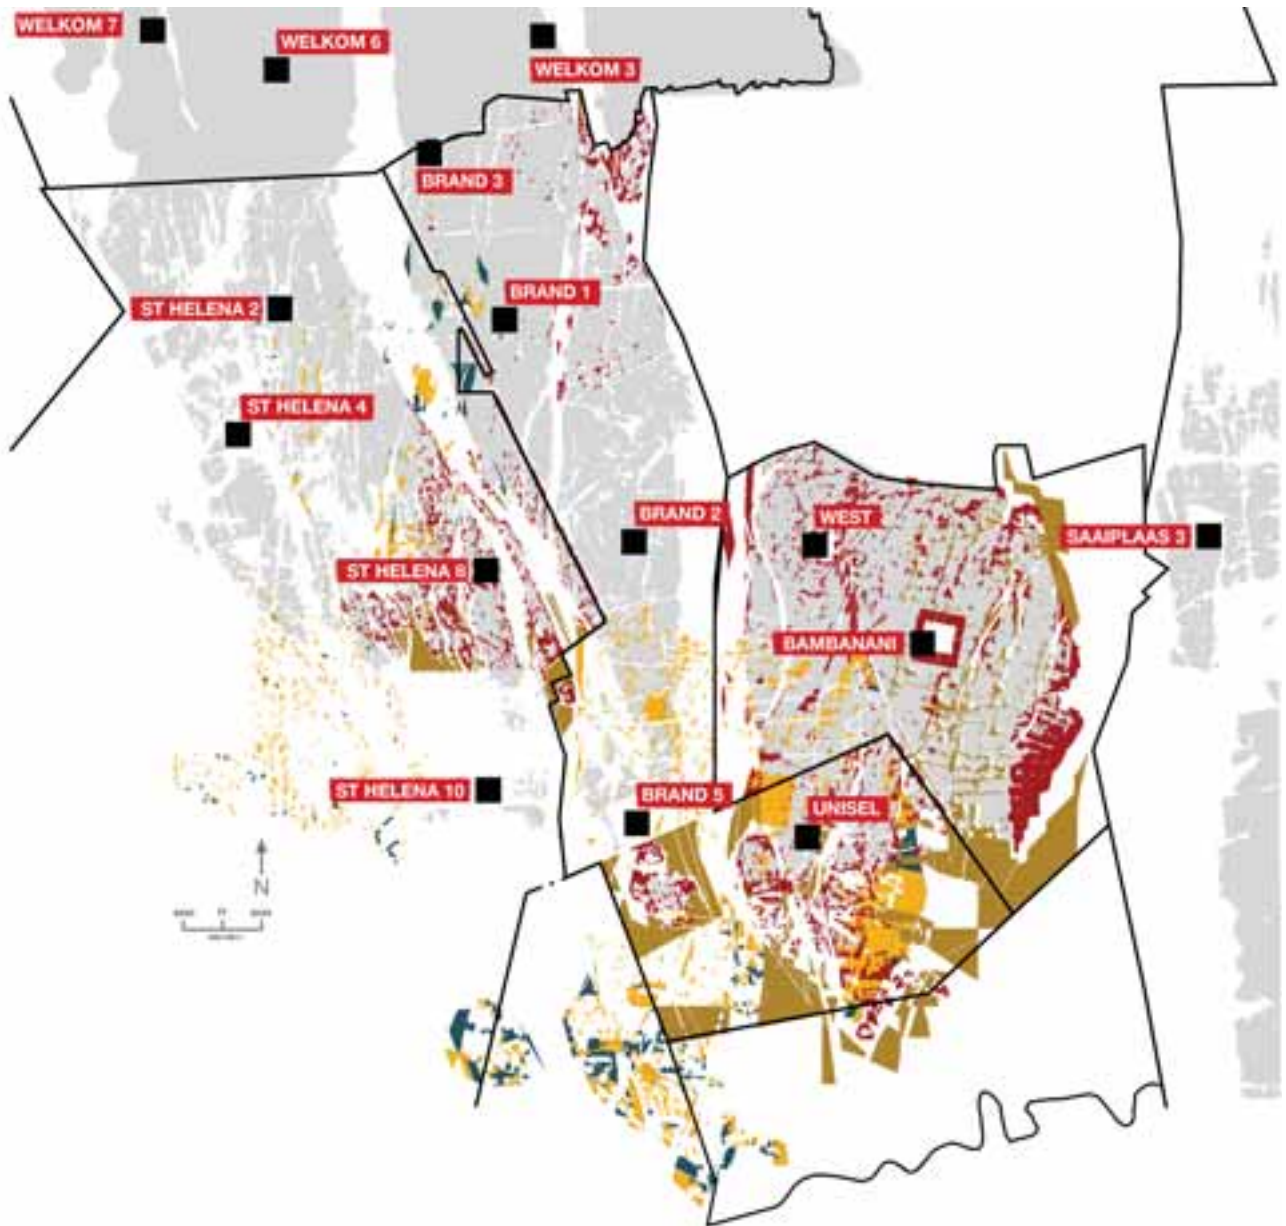 WELKOM 7
WELKOM 6
WELKOM 3
BRAND 3
ST HELENA 2
BRAND 1
ST HELENA 4
BRAND 2
WEST
SAAIPLAAS 3
ST HELENA 8
BAMBANANI
ST HELENA 10
BRAND 5
UNISEL
N